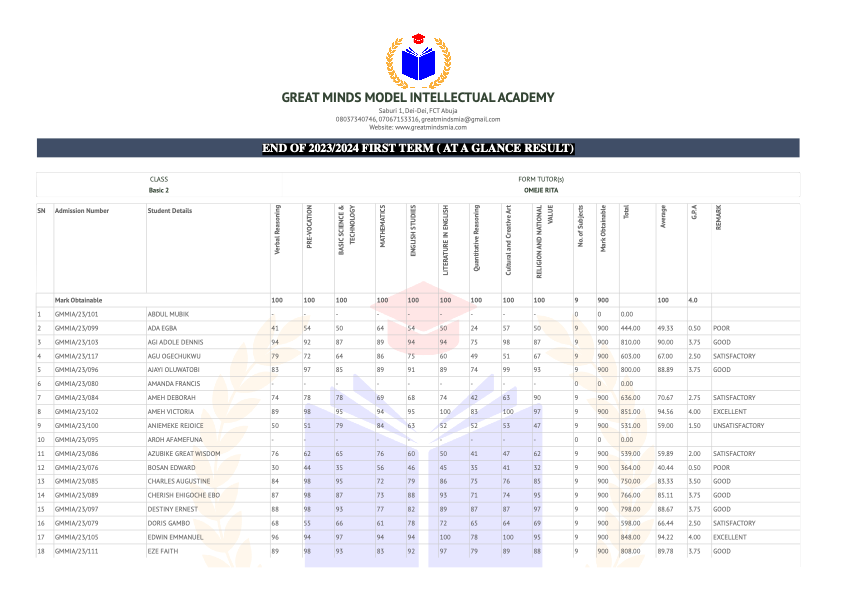 GREAT MINDS MODEL INTELLECTUAL ACADEMY
Saburi 1, Dei-Dei, FCT Abuja
08037340746, 07067153316, greatmindsmia@gmail.com
Website: www.greatmindsmia.com
END OF 2023/2024 FIRST TERM ( AT A GLANCE RESULT)
CLASS FORM TUTOR(s)
Basic 2 OMEJE RITA
SN Admission Number Student Details Verbal Reasoning PRE-VOCATION BASIC SCIENCE & TECHNOLOGY MATHEMATICS ENGLISH STUDIES LITERATURE IN ENGLISH Quantitative Reasoning Cultural and Creative Art RELIGION AND NATIONAL VALUE No. of Subjects Mark Obtainable Total Average G.P.A REMARK
Mark Obtainable 100 100 100 100 100 100 100 100 100 9 900 100 4.0
1 GMMIA/23/101 ABDUL MUBIK - - - - - - - - - 0 0 0.00
2 GMMIA/23/099 ADA EGBA 41 54 50 64 54 50 24 57 50 9 900 444.00 49.33 0.50 POOR
3 GMMIA/23/103 AGI ADOLE DENNIS 94 92 87 89 94 94 75 98 87 9 900 810.00 90.00 3.75 GOOD
4 GMMIA/23/117 AGU OGECHUKWU 79 72 64 86 75 60 49 51 67 9 900 603.00 67.00 2.50 SATISFACTORY
5 GMMIA/23/096 AJAYI OLUWATOBI 83 97 85 89 91 89 74 99 93 9 900 800.00 88.89 3.75 GOOD
6 GMMIA/23/080 AMANDA FRANCIS - - - - - - - - - 0 0 0.00
7 GMMIA/23/084 AMEH DEBORAH 74 78 78 69 68 74 42 63 90 9 900 636.00 70.67 2.75 SATISFACTORY
8 GMMIA/23/102 AMEH VICTORIA 89 98 95 94 95 100 83 100 97 9 900 851.00 94.56 4.00 EXCELLENT
9 GMMIA/23/100 ANIEMEKE REJOICE 50 51 79 84 63 52 52 53 47 9 900 531.00 59.00 1.50 UNSATISFACTORY
10 GMMIA/23/095 AROH AFAMEFUNA - - - - - - - - - 0 0 0.00
11 GMMIA/23/086 AZUBIKE GREAT WISDOM 76 62 65 76 60 50 41 47 62 9 900 539.00 59.89 2.00 SATISFACTORY
12 GMMIA/23/076 BOSAN EDWARD 30 44 35 56 46 45 35 41 32 9 900 364.00 40.44 0.50 POOR
13 GMMIA/23/085 CHARLES AUGUSTINE 84 98 95 72 79 86 75 76 85 9 900 750.00 83.33 3.50 GOOD
14 GMMIA/23/089 CHERISH EHIGOCHE EBO 98 87 87 73 88 93 71 74 95 9 900 766.00 85.11 3.75 GOOD
15 GMMIA/23/097 DESTINY ERNEST 88 98 93 77 82 89 87 87 97 9 900 798.00 88.67 3.75 GOOD
16 GMMIA/23/079 DORIS GAMBO 68 55 66 61 78 72 65 64 69 9 900 598.00 66.44 2.50 SATISFACTORY
17 GMMIA/23/105 EDWIN EMMANUEL 96 94 97 94 94 100 78 100 95 9 900 848.00 94.22 4.00 EXCELLENT
18 GMMIA/23/111 EZE FAITH 89 98 93 83 92 97 79 89 88 9 900 808.00 89.78 3.75 GOOD